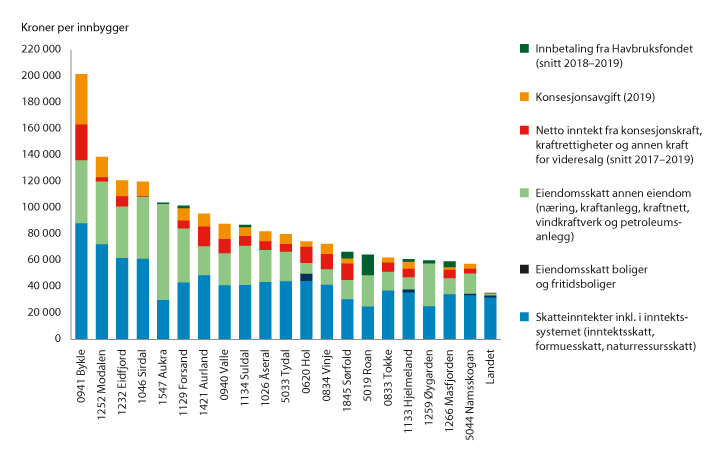 Kroner per innbygger
220 000
200 000
180 000
160 000
140 000
120 000
100 000
80 000
60 000
40 000
20 000
0
0941 Bykle
1252 Modalen
1232 Eidfjord
1046 Sirdal
1547 Aukra
1129 Forsand
1421 Aurland
0940 Valle
1134 Suldal
1026 Åseral
5033 Tydal
0620 Hol
0834 Vinje
1845 Sørfold
5019 Roan
0833 Tokke
1133 Hjelmeland
1259 Øygarden
1266 Masfjorden
5044 Namsskogan
Landet
Innbetaling fra Havbruksfondet
(snitt 2018–2019)
Konsesjonsavgift (2019)
Netto inntekt fra konsesjonskraft,
kraftrettigheter og annen kraft
for videresalg (snitt 2017–2019)
Eiendomsskatt annen eiendom
(næring, kraftanlegg, kraftnett,
vindkraftverk og petroleums-
anlegg)
Eiendomsskatt boliger
og fritidsboliger
Skatteinntekter inkl. i inntekts-
systemet (inntektsskatt,
formuesskatt, naturressursskatt)